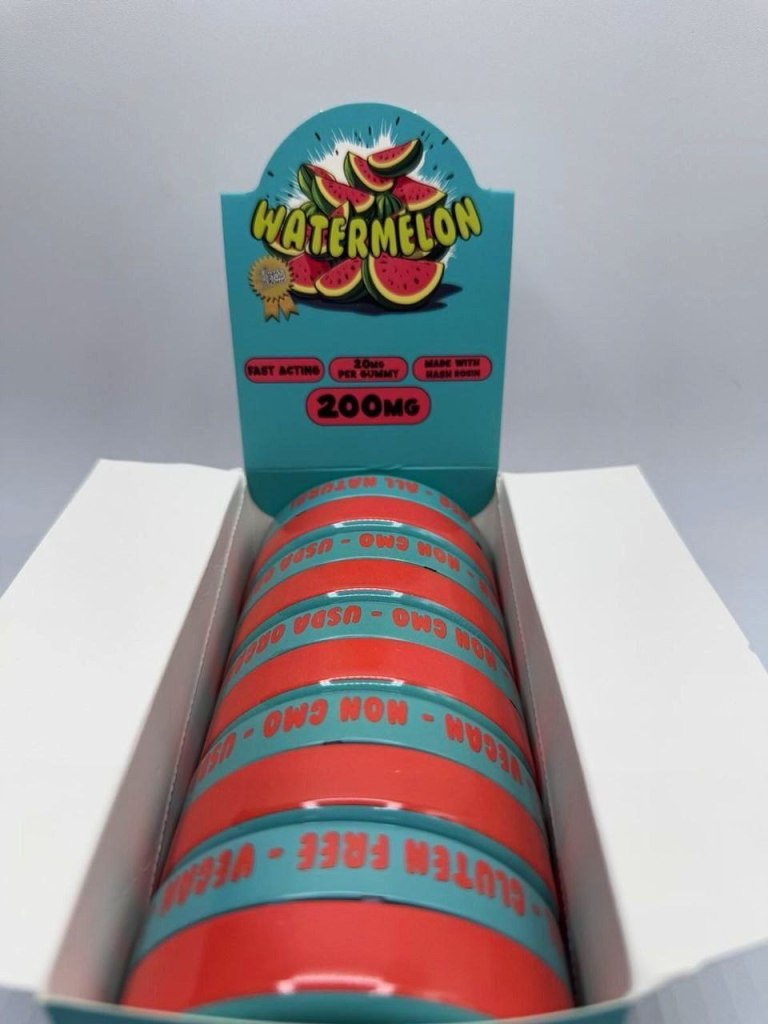 WATERMELON
FAST ACTING
20MG
PER GUMMY
MADE WITH
HASH ROSIN
200MG
- ALL NATURAL
- NON GMO - USDA
NON GMO - USDA
VEGAN - NON GMO - USDA
- GLUTEN FREE - VEGAN